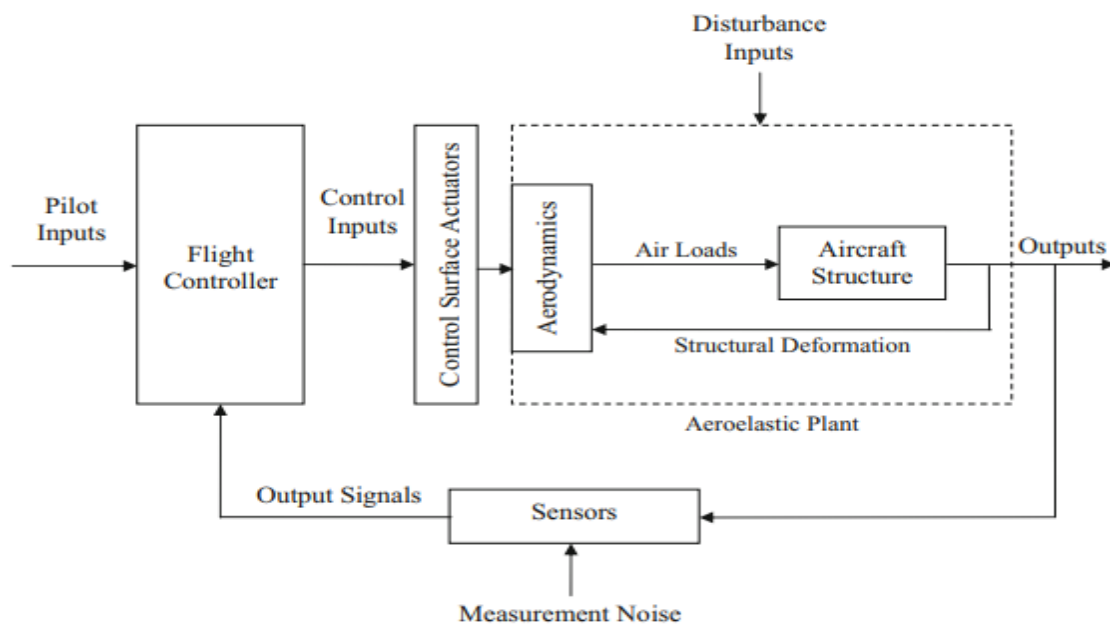 Disturbance
Inputs
Pilot
Inputs
Flight
Controller
Control
Inputs
Control Surface Actuators
Aerodynamics
Air Loads
Aircraft
Structure
Outputs
Structural Deformation
Aeroelastic Plant
Output Signals
Sensors
Measurement Noise